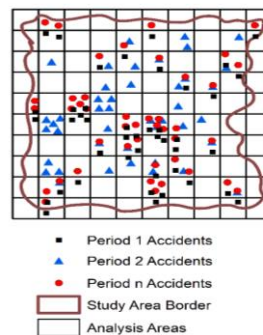 Period 1 Accidents
Period 2 Accidents
Period n Accidents
Study Area Border
Analysis Areas